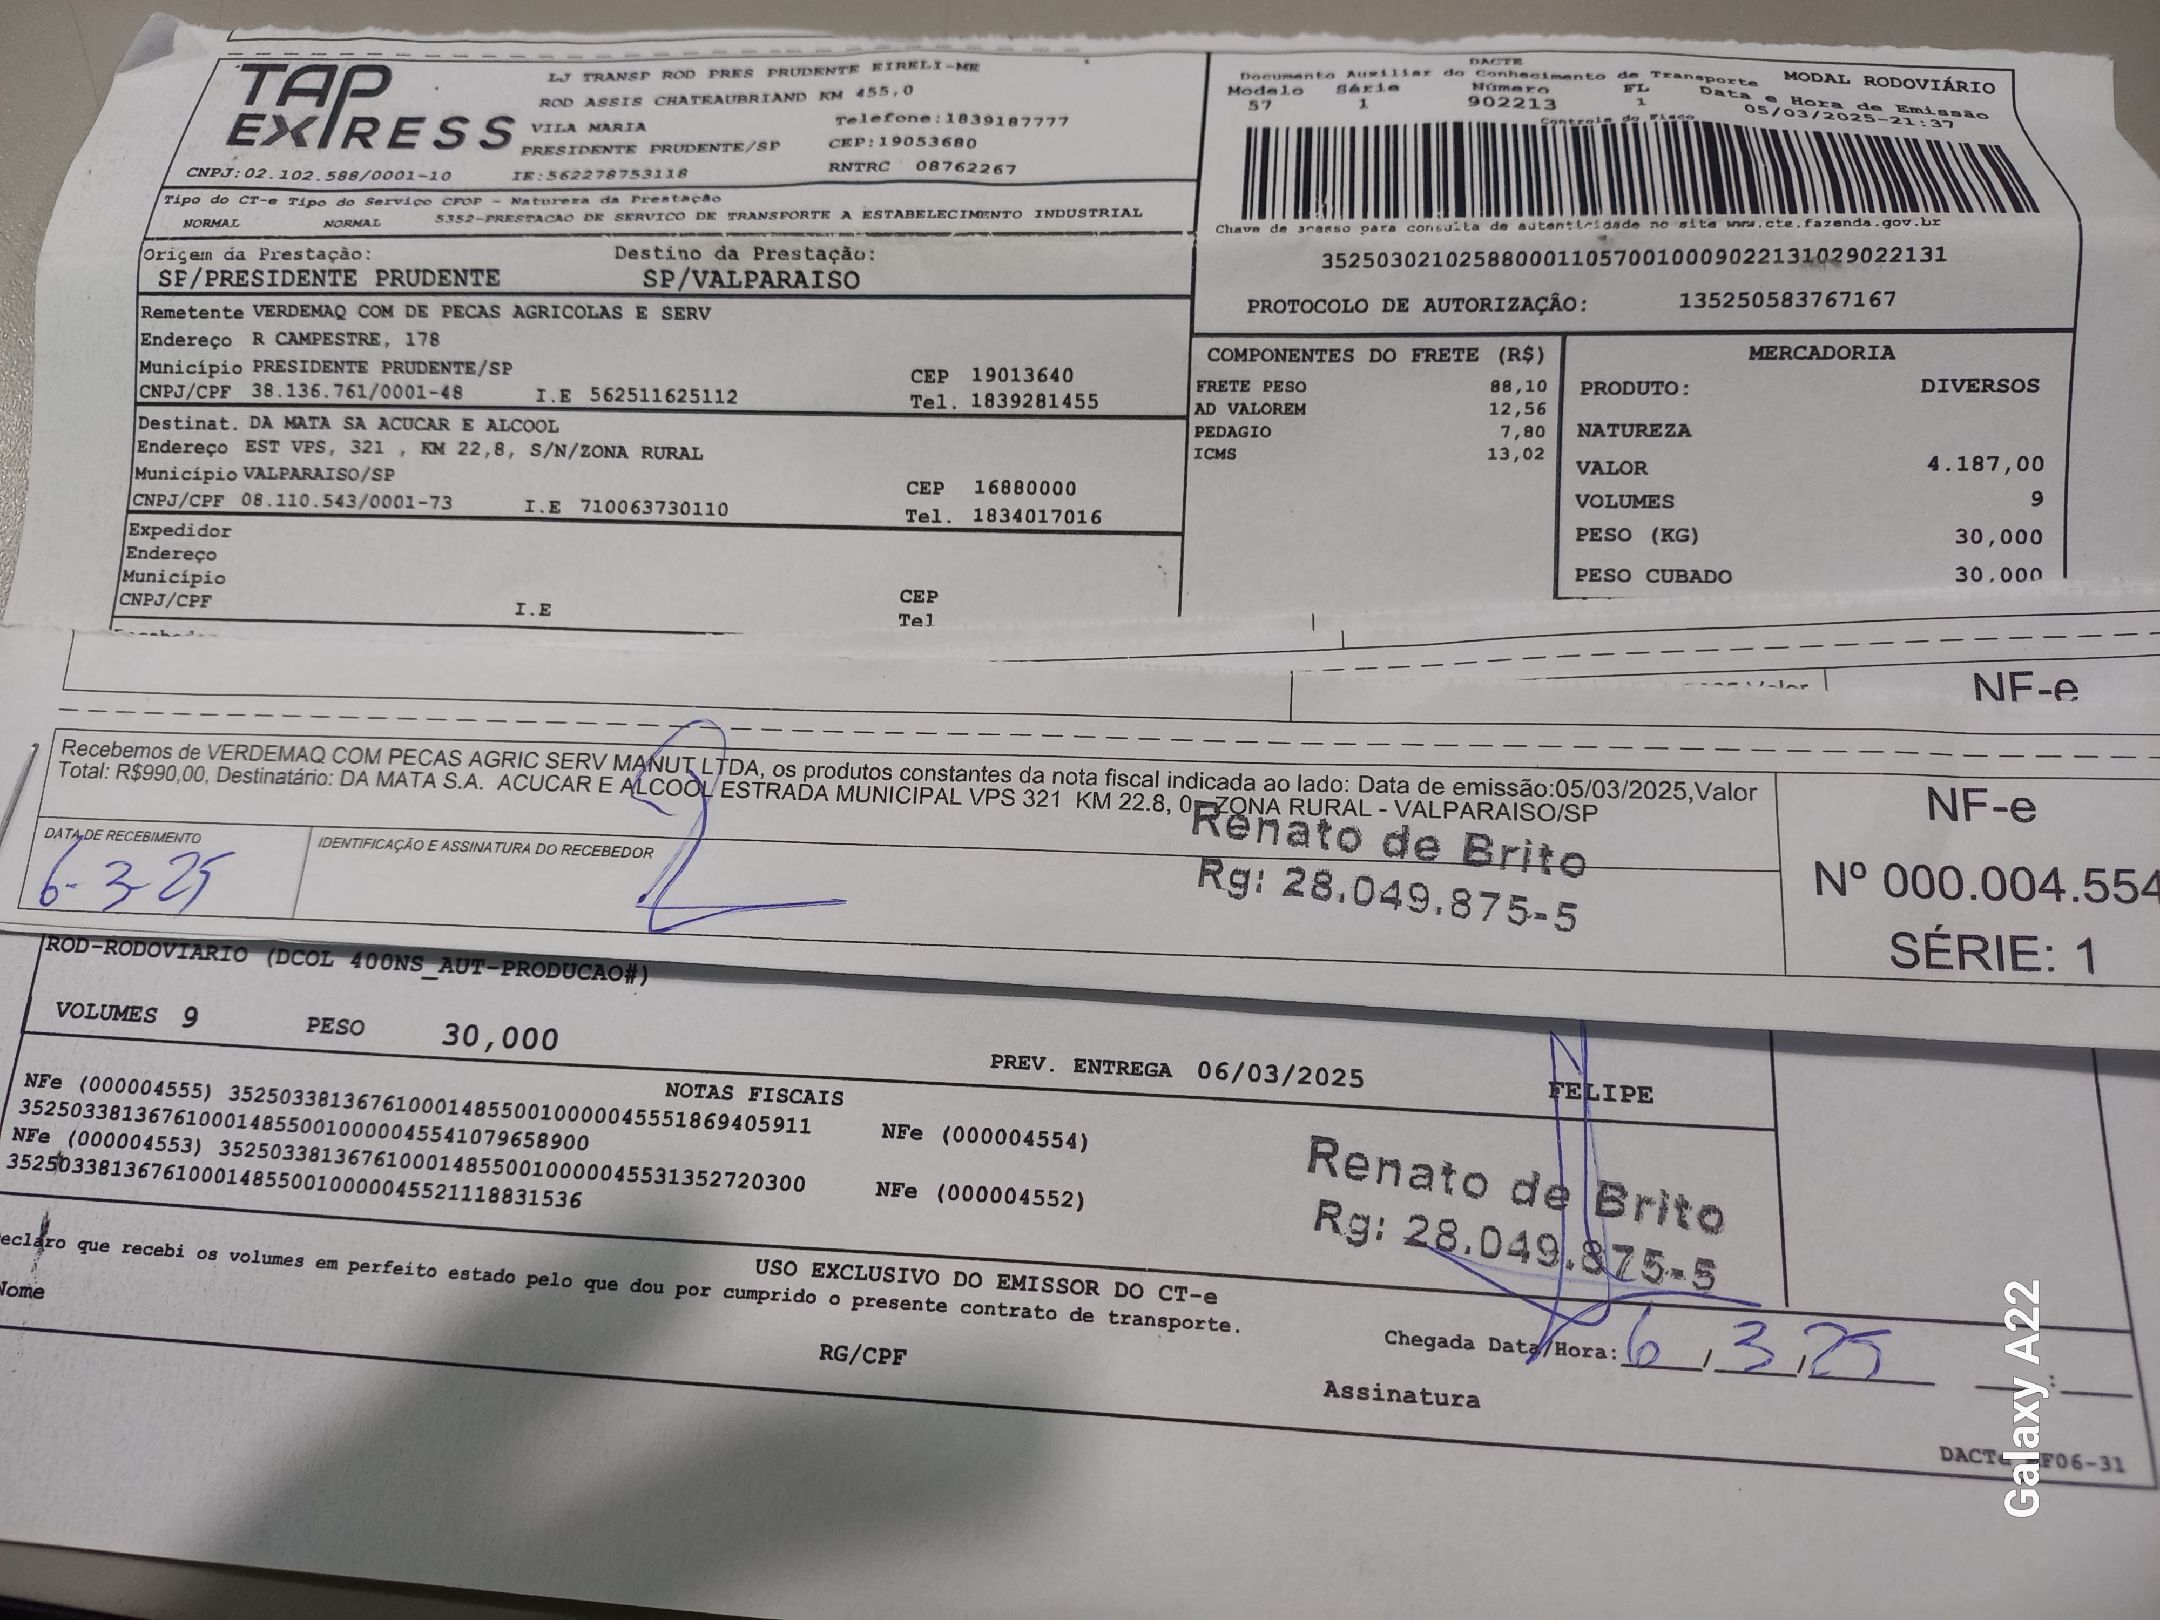 TAP EXPRESS
LJ TRANSP ROD PRES PRUDENTE EIRELI-ME
ROD ASSIS CHATEAUBRIAND KM 455,0
VILA MARIA Telefone:1839187777
PRESIDENTE PRUDENTE/SP CEP:19053680
CNPJ:02.102.588/0001-10 IE:562278753118 RNTRC 08762267
Tipo do CT-e Tipo do Serviço CFOP - Natureza da Prestação
NORMAL NORMAL 5352-PRESTACAO DE SERVICO DE TRANSPORTE A ESTABELECIMENTO INDUSTRIAL
Origem da Prestação: Destino da Prestação:
SP/PRESIDENTE PRUDENTE SP/VALPARAISO
Remetente VERDEMAQ COM DE PECAS AGRICOLAS E SERV
Endereço R CAMPESTRE, 178
Município PRESIDENTE PRUDENTE/SP CEP 19013640
CNPJ/CPF 38.136.761/0001-48 I.E 562511625112 Tel. 1839281455
Destinat. DA MATA SA ACUCAR E ALCOOL
Endereço EST VPS, 321 , KM 22,8, S/N/ZONA RURAL
Município VALPARAISO/SP CEP 16880000
CNPJ/CPF 08.110.543/0001-73 I.E 710063730110 Tel. 1834017016
Expedidor
Endereço
Município CEP
CNPJ/CPF I.E Tel
DACTE
Documento Auxiliar do Conhecimento de Transporte MODAL RODOVIÁRIO
Modelo Série Número FL Data e Hora de Emissão
57 1 902213 1 05/03/2025-21:37
Controle do Fisco
Chave de acesso para consulta de autenticidade no site www.cte.fazenda.gov.br
35250302102588000110570010009022131029022131
PROTOCOLO DE AUTORIZAÇÃO: 135250583767167
COMPONENTES DO FRETE (R$)
FRETE PESO 88,10
AD VALOREM 12,56
PEDAGIO 7,80
ICMS 13,02
MERCADORIA
PRODUTO: DIVERSOS
NATUREZA
VALOR 4.187,00
VOLUMES 9
PESO (KG) 30,000
PESO CUBADO 30,000
NF-e
Recebemos de VERDEMAQ COM PECAS AGRIC SERV MANUT LTDA, os produtos constantes da nota fiscal indicada ao lado: Data de emissão:05/03/2025,Valor
Total: R$990,00, Destinatário: DA MATA S.A. ACUCAR E ALCOOL ESTRADA MUNICIPAL VPS 321 KM 22.8, 0 - ZONA RURAL - VALPARAISO/SP
DATA DE RECEBIMENTO IDENTIFICAÇÃO E ASSINATURA DO RECEBEDOR
6-3-25
Renato de Brito
Rg: 28.049.875-5
NF-e
Nº 000.004.554
SÉRIE: 1
ROD-RODOVIARIO (DCOL 400NS_AUT-PRODUCAO#)
VOLUMES 9 PESO 30,000 PREV. ENTREGA 06/03/2025 FELIPE
NOTAS FISCAIS
NFe (000004555) 35250338136761000148550010000045551869405911 NFe (000004554)
35250338136761000148550010000045541079658900
NFe (000004553) 35250338136761000148550010000045531352720300 NFe (000004552)
35250338136761000148550010000045521118831536
Renato de Brito
Rg: 28.049.875-5
USO EXCLUSIVO DO EMISSOR DO CT-e
eclaro que recebi os volumes em perfeito estado pelo que dou por cumprido o presente contrato de transporte.
Nome RG/CPF Chegada Data/Hora: 6 / 3 / 25 :
Assinatura
F06-31
Galaxy A22